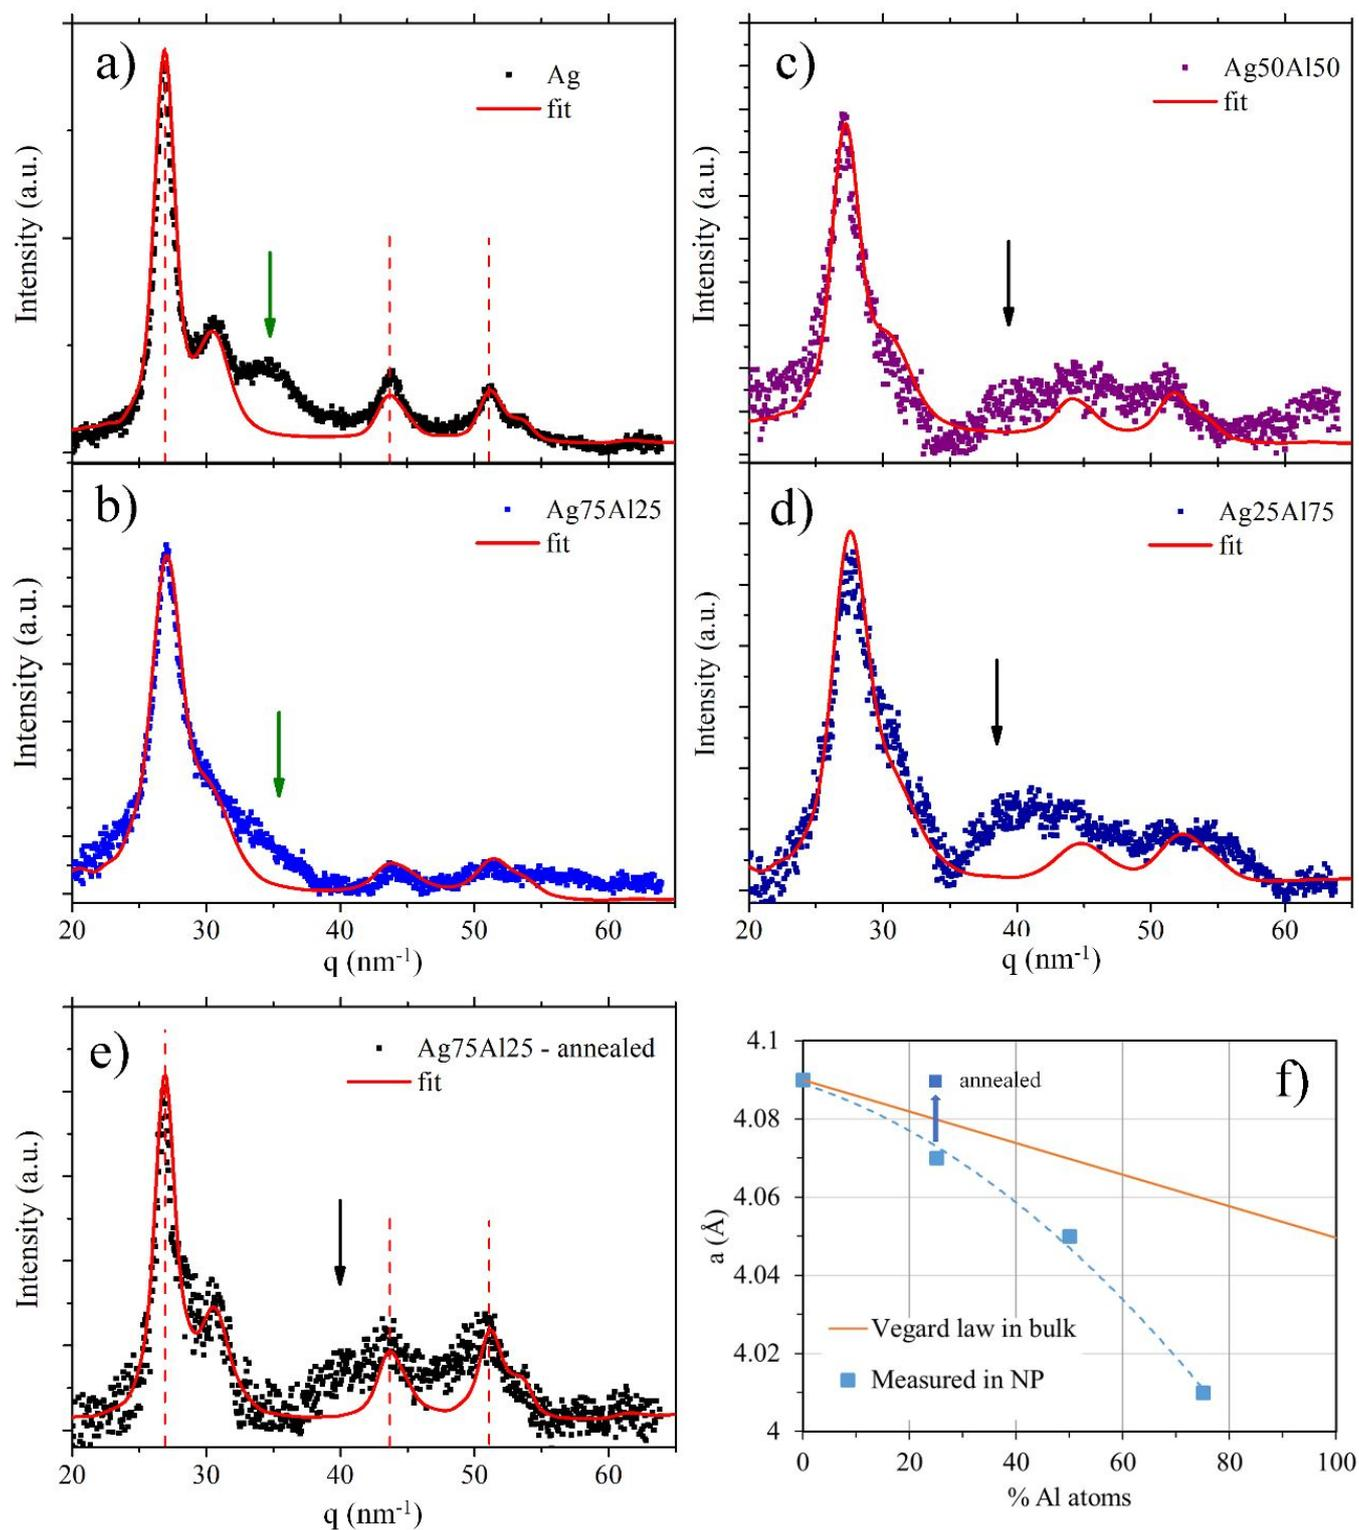 a)
Ag
fit
Intensity (a.u.)
c)
Ag50Al50
fit
Intensity (a.u.)
b)
Ag75Al25
fit
Intensity (a.u.)
20 30 40 50 60
q (nm-1)
d)
Ag25Al75
fit
Intensity (a.u.)
20 30 40 50 60
q (nm-1)
e)
Ag75Al25 - annealed
fit
Intensity (a.u.)
20 30 40 50 60
q (nm-1)
f)
4.1
4.08
4.06
4.04
4.02
4
a (Å)
annealed
Vegard law in bulk
Measured in NP
0 20 40 60 80 100
% Al atoms